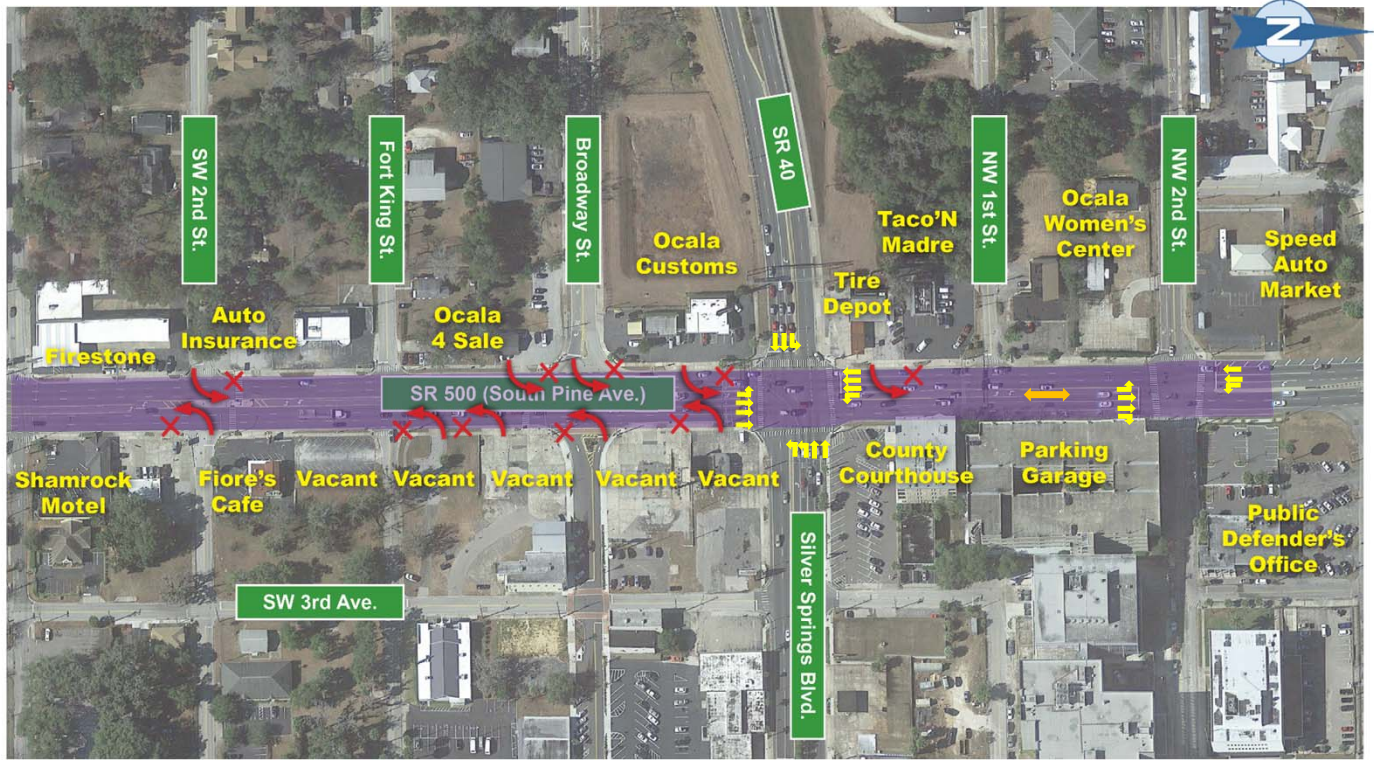 N
SW 2nd St.
Fort King St.
Broadway St.
SR 40
NW 1st St.
NW 2nd St.
Ocala
Customs
Taco'N
Madre
Ocala
Women's
Center
Speed
Auto
Market
Tire
Depot
Firestone
Auto
Insurance
Ocala
4 Sale
SR 500 (South Pine Ave.)
Shamrock
Motel
Fiore's
Cafe
Vacant
Vacant
Vacant
Vacant
Vacant
County
Courthouse
Parking
Garage
Public
Defender's
Office
Silver Springs Blvd.
SW 3rd Ave.